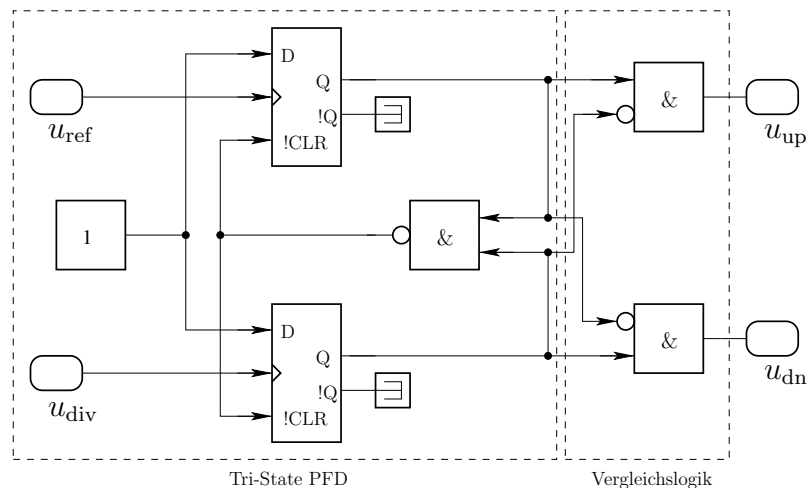 D
Q
!Q
!CLR
&
u_ref
u_up
1
&
D
Q
!Q
!CLR
&
u_div
u_dn
Tri-State PFD
Vergleichslogik